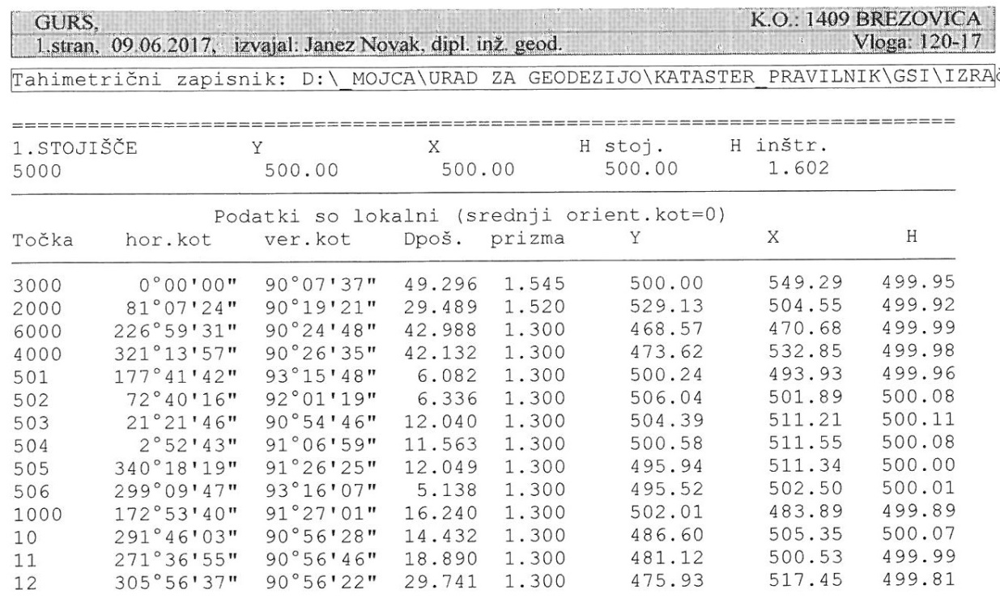 GURS, K.O.: 1409 BREZOVICA
1.stran, 09.06.2017, izvajal: Janez Novak, dipl. inž. geod. Vloga: 120-17
Tahimetrični zapisnik: D:\_MOJCA\URAD ZA GEODEZIJO\KATASTER_PRAVILNIK\GSI\IZRAč
==========================================================================
1.STOJIŠČE Y X H stoj. H inštr.
5000 500.00 500.00 500.00 1.602
Podatki so lokalni (srednji orient.kot=0)
Točka hor.kot ver.kot Dpoš. prizma Y X H
3000 0°00'00" 90°07'37" 49.296 1.545 500.00 549.29 499.95
2000 81°07'24" 90°19'21" 29.489 1.520 529.13 504.55 499.92
6000 226°59'31" 90°24'48" 42.988 1.300 468.57 470.68 499.99
4000 321°13'57" 90°26'35" 42.132 1.300 473.62 532.85 499.98
501 177°41'42" 93°15'48" 6.082 1.300 500.24 493.93 499.96
502 72°40'16" 92°01'19" 6.336 1.300 506.04 501.89 500.08
503 21°21'46" 90°54'46" 12.040 1.300 504.39 511.21 500.11
504 2°52'43" 91°06'59" 11.563 1.300 500.58 511.55 500.08
505 340°18'19" 91°26'25" 12.049 1.300 495.94 511.34 500.00
506 299°09'47" 93°16'07" 5.138 1.300 495.52 502.50 500.01
1000 172°53'40" 91°27'01" 16.240 1.300 502.01 483.89 499.89
10 291°46'03" 90°56'28" 14.432 1.300 486.60 505.35 500.07
11 271°36'55" 90°56'46" 18.890 1.300 481.12 500.53 499.99
12 305°56'37" 90°56'22" 29.741 1.300 475.93 517.45 499.81